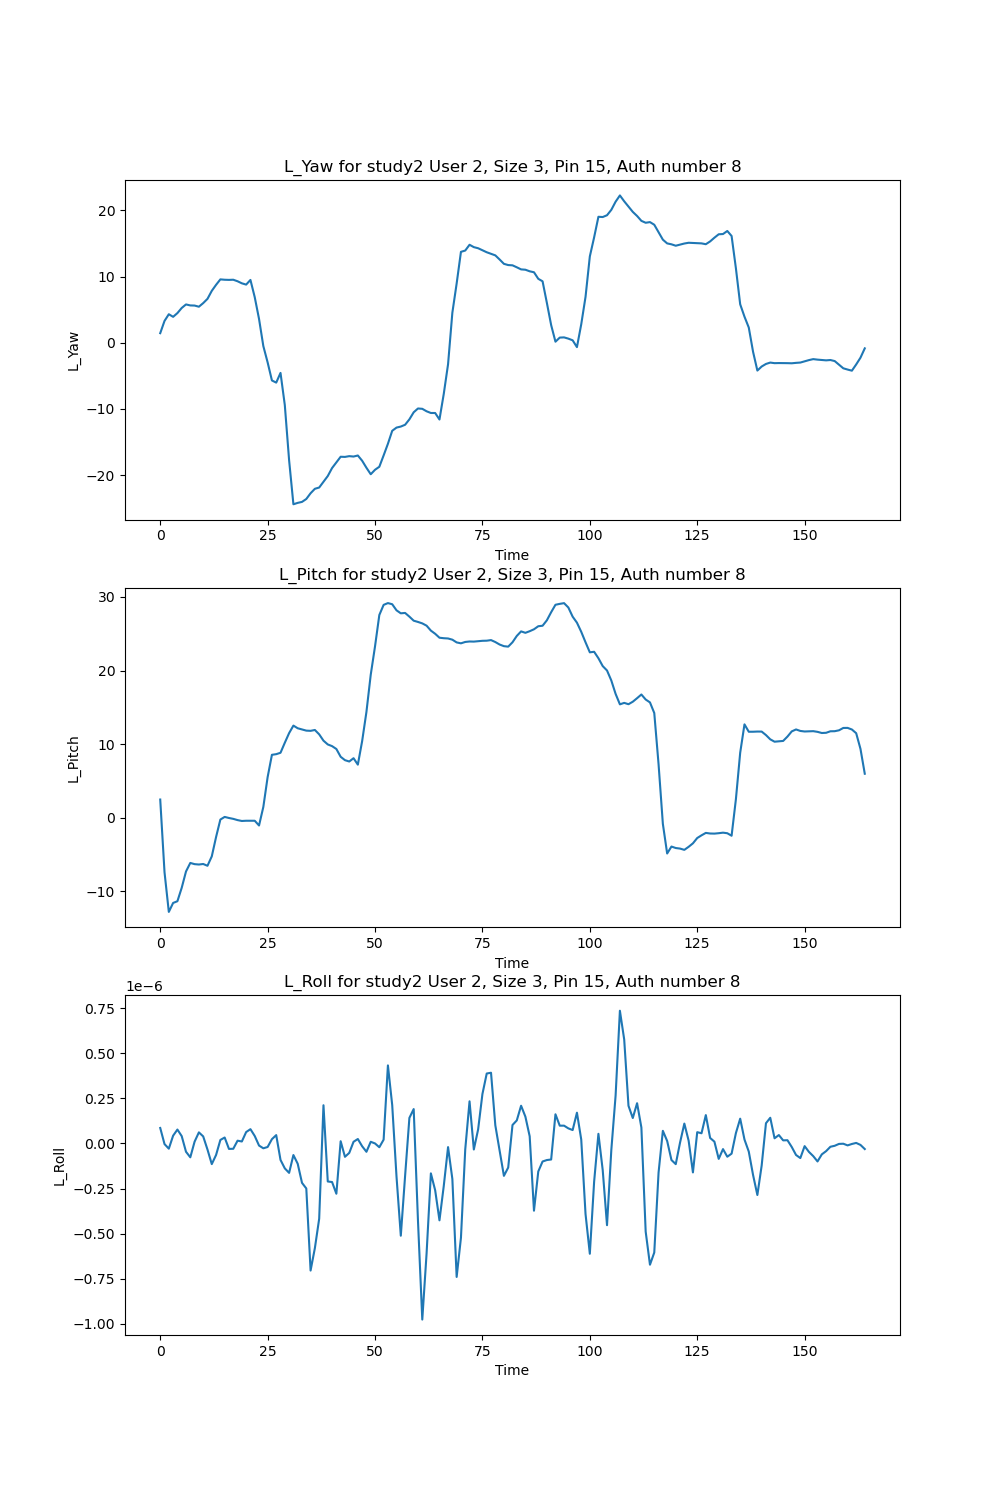 L_Yaw for study2 User 2, Size 3, Pin 15, Auth number 8
20
10
0
−10
−20
L_Yaw
0 25 50 75 100 125 150
Time
L_Pitch for study2 User 2, Size 3, Pin 15, Auth number 8
30
20
10
0
−10
L_Pitch
0 25 50 75 100 125 150
Time
L_Roll for study2 User 2, Size 3, Pin 15, Auth number 8
1e−6
0.75
0.50
0.25
0.00
−0.25
−0.50
−0.75
−1.00
L_Roll
0 25 50 75 100 125 150
Time